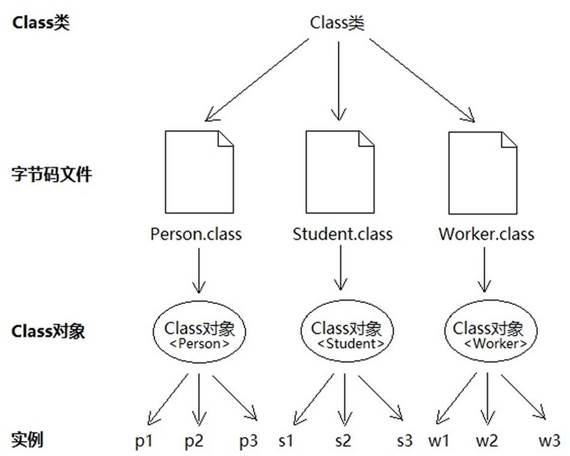 Class类 Class类
字节码文件
Person.class Student.class Worker.class
Class对象 Class对象 Class对象 Class对象
<Person> <Student> <Worker>
实例 p1 p2 p3 s1 s2 s3 w1 w2 w3